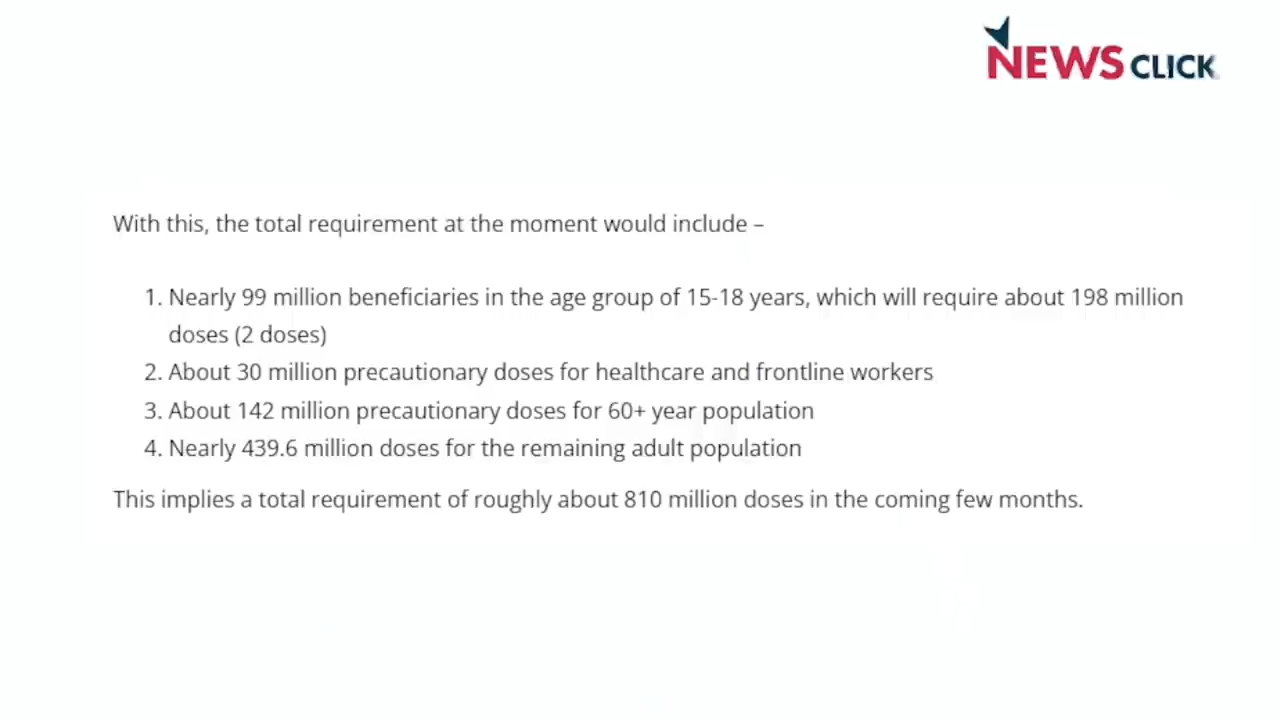 NEWS CLICK
With this, the total requirement at the moment would include –
1. Nearly 99 million beneficiaries in the age group of 15-18 years, which will require about 198 million
doses (2 doses)
2. About 30 million precautionary doses for healthcare and frontline workers
3. About 142 million precautionary doses for 60+ year population
4. Nearly 439.6 million doses for the remaining adult population
This implies a total requirement of roughly about 810 million doses in the coming few months.